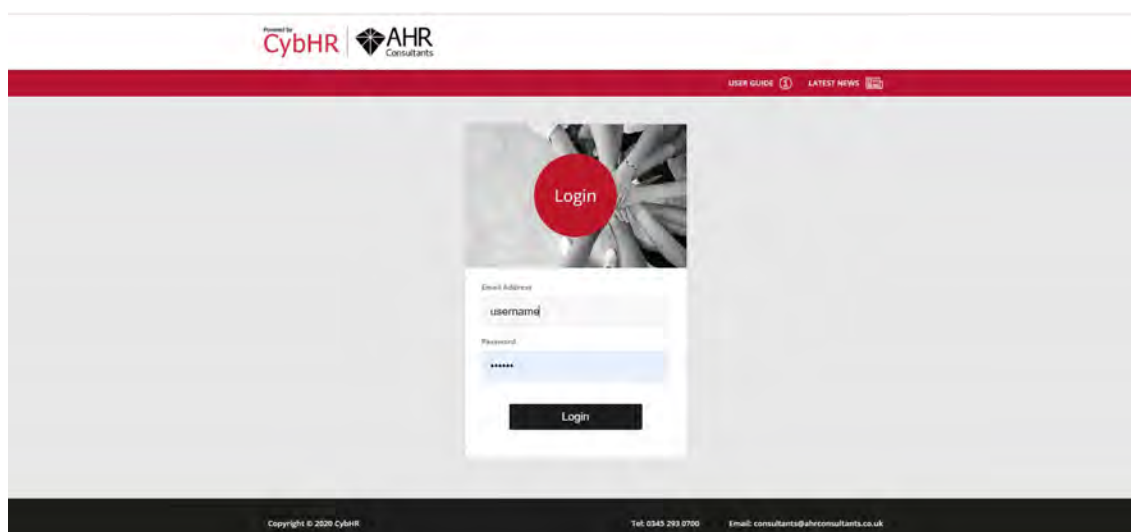 Powered by
CybHR
AHR
Consultants
USER GUIDE
LATEST NEWS
Login
Email Address
username
Password
••••••
Login
Copyright © 2020 CybHR
Tel: 0345 293 0700
Email: consultants@ahrconsultants.co.uk